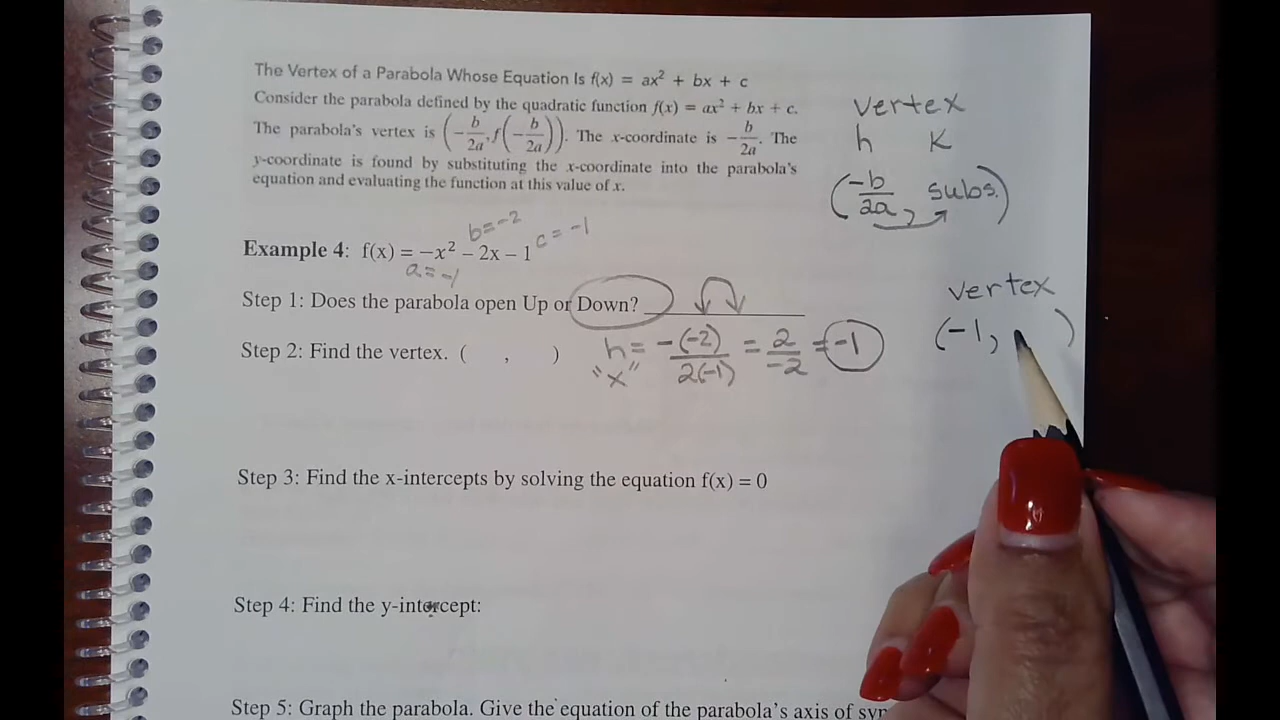 The Vertex of a Parabola Whose Equation Is f(x) = ax² + bx + c
Consider the parabola defined by the quadratic function f(x) = ax² + bx + c.
The parabola's vertex is (−b/2a, f(−b/2a)). The x-coordinate is −b/2a. The
y-coordinate is found by substituting the x-coordinate into the parabola's
equation and evaluating the function at this value of x.
vertex
h K
(-b/2a, subs.)
b=-2
c=-1
Example 4: f(x) = −x² − 2x − 1
a=-1
Step 1: Does the parabola open Up or Down? ____________
Step 2: Find the vertex. ( , )
h = -(-2)/2(-1) = 2/-2 = -1
"x"
vertex
(-1, )
Step 3: Find the x-intercepts by solving the equation f(x) = 0
Step 4: Find the y-intercept:
Step 5: Graph the parabola. Give the equation of the parabola's axis of